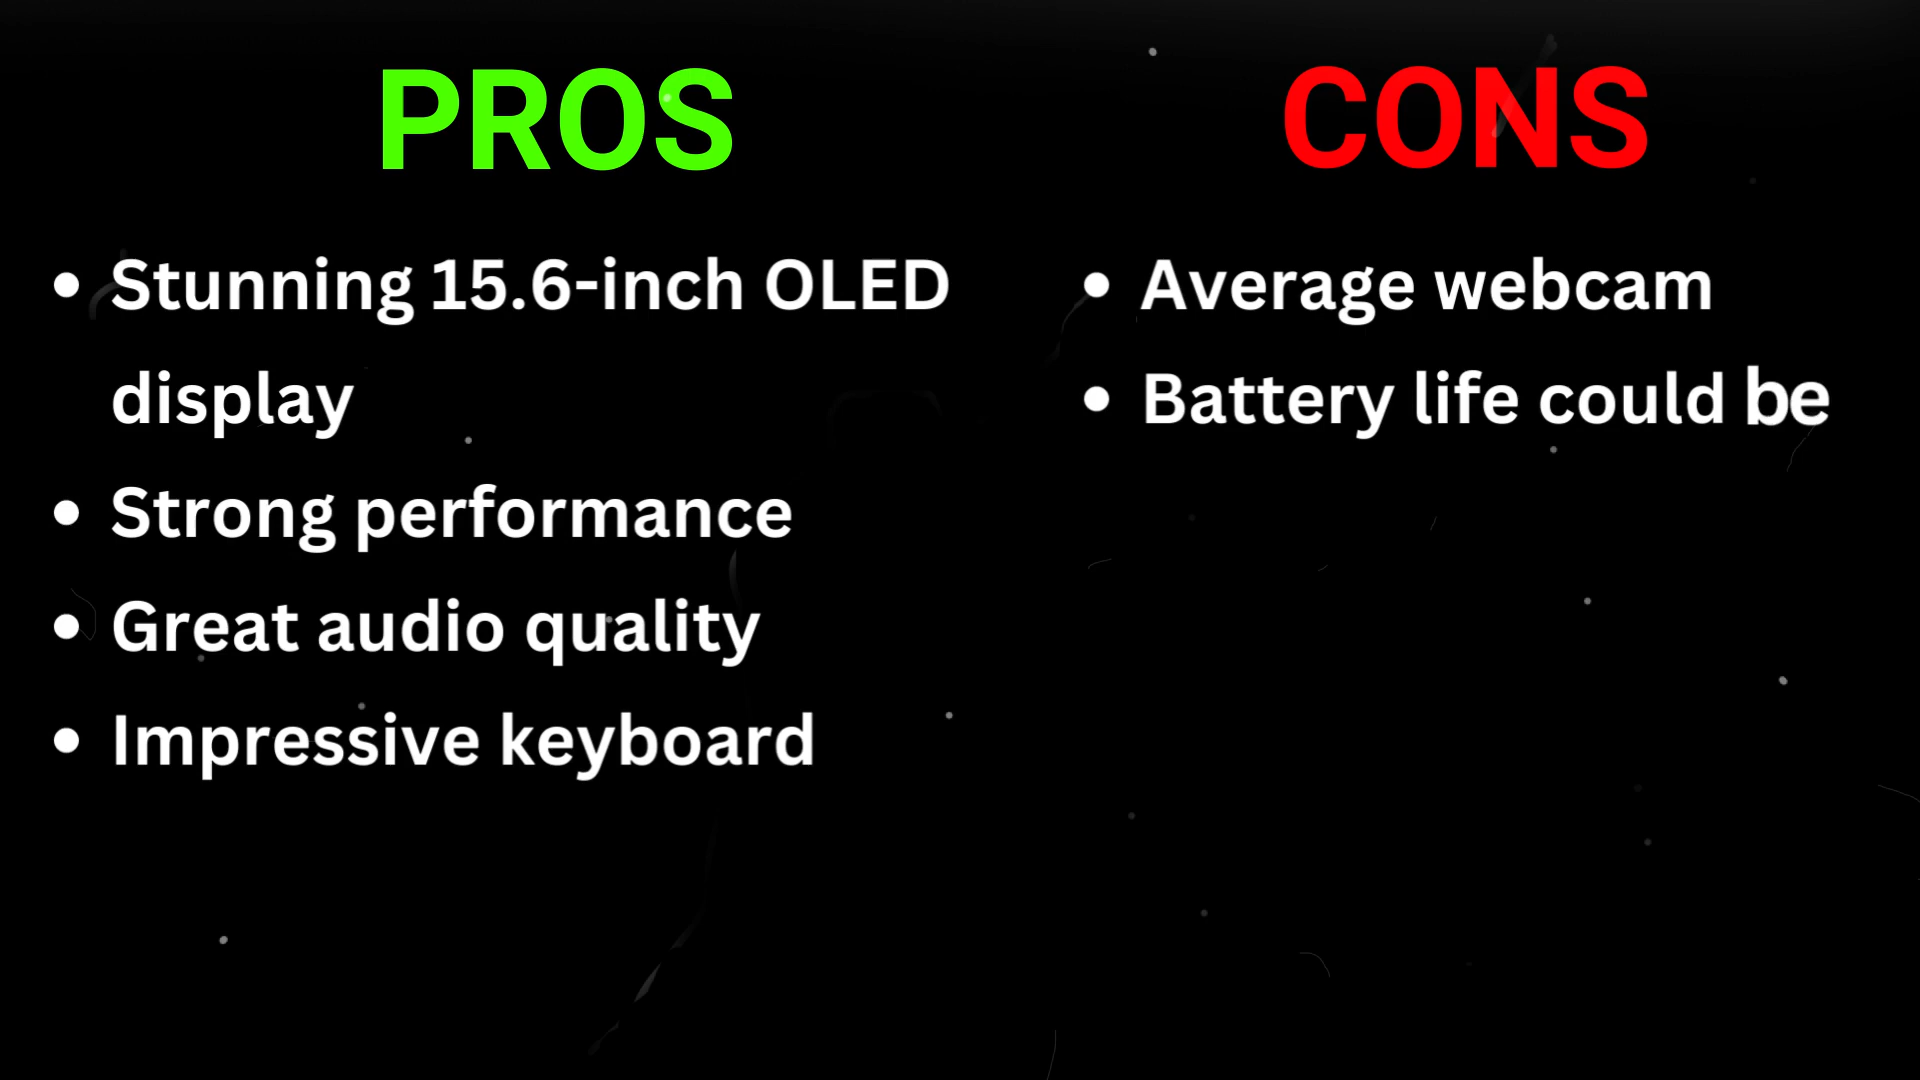 PROS
• Stunning 15.6-inch OLED
display
• Strong performance
• Great audio quality
• Impressive keyboard
CONS
• Average webcam
• Battery life could be